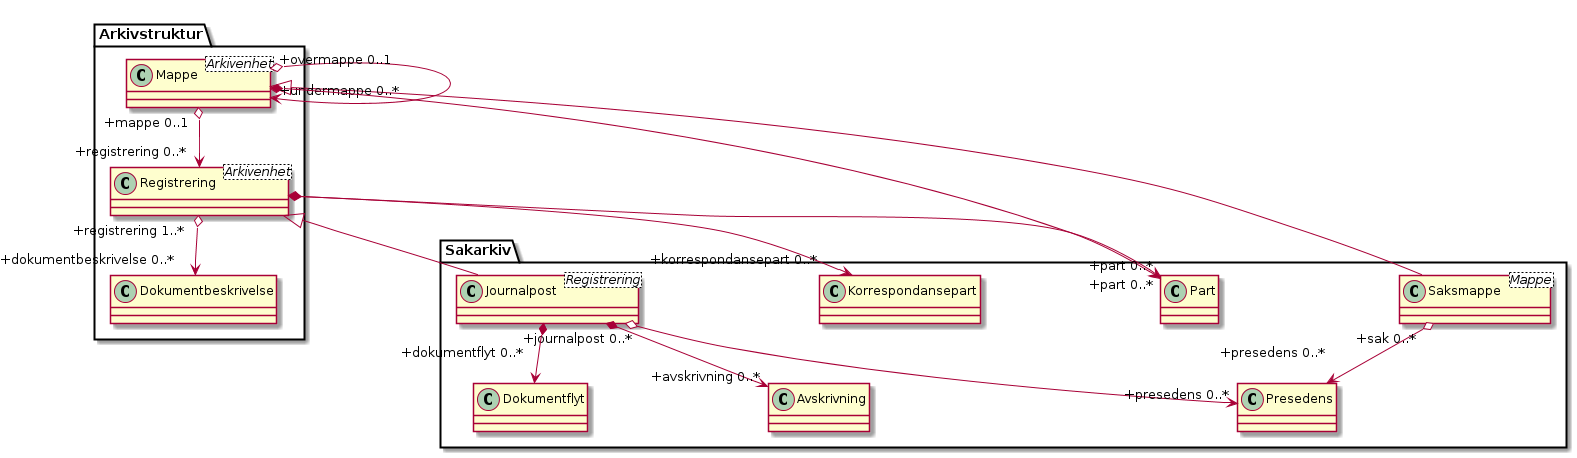 Arkivstruktur
Arkivenhet
+overmappe 0..1
C Mappe
+undermappe 0..*
+mappe 0..1
+registrering 0..*
Arkivenhet
C Registrering
+registrering 1..*
Sakarkiv
+dokumentbeskrivelse 0..*
+korrespondansepart 0..*
+part 0..*
+part 0..*
C Dokumentbeskrivelse
Registrering
C Journalpost
C Korrespondansepart
C Part
Mappe
C Saksmappe
+journalpost 0..*
+sak 0..*
+dokumentflyt 0..*
+presedens 0..*
+avskrivning 0..*
+presedens 0..*
C Dokumentflyt
C Avskrivning
C Presedens